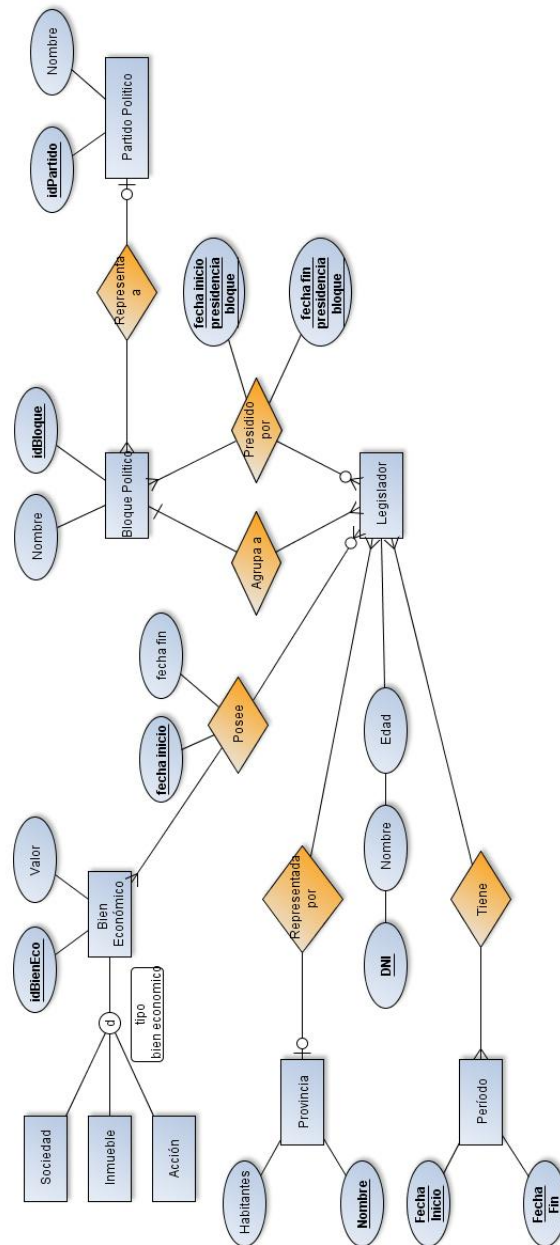 Sociedad
Inmueble
Acción
d
tipo
bien economico
idBienEco
Valor
Bien
Económico
fecha inicio
fecha fin
Posee
Nombre
idBloque
Bloque Politico
Representa
a
idPartido
Nombre
Partido Politico
Agrupa a
Presidido
por
fecha inicio
presidencia
bloque
fecha fin
presidencia
bloque
Legislador
Habitantes
Provincia
Nombre
Representada
por
DNI
Nombre
Edad
Fecha
Inicio
Período
Fecha
Fin
Tiene